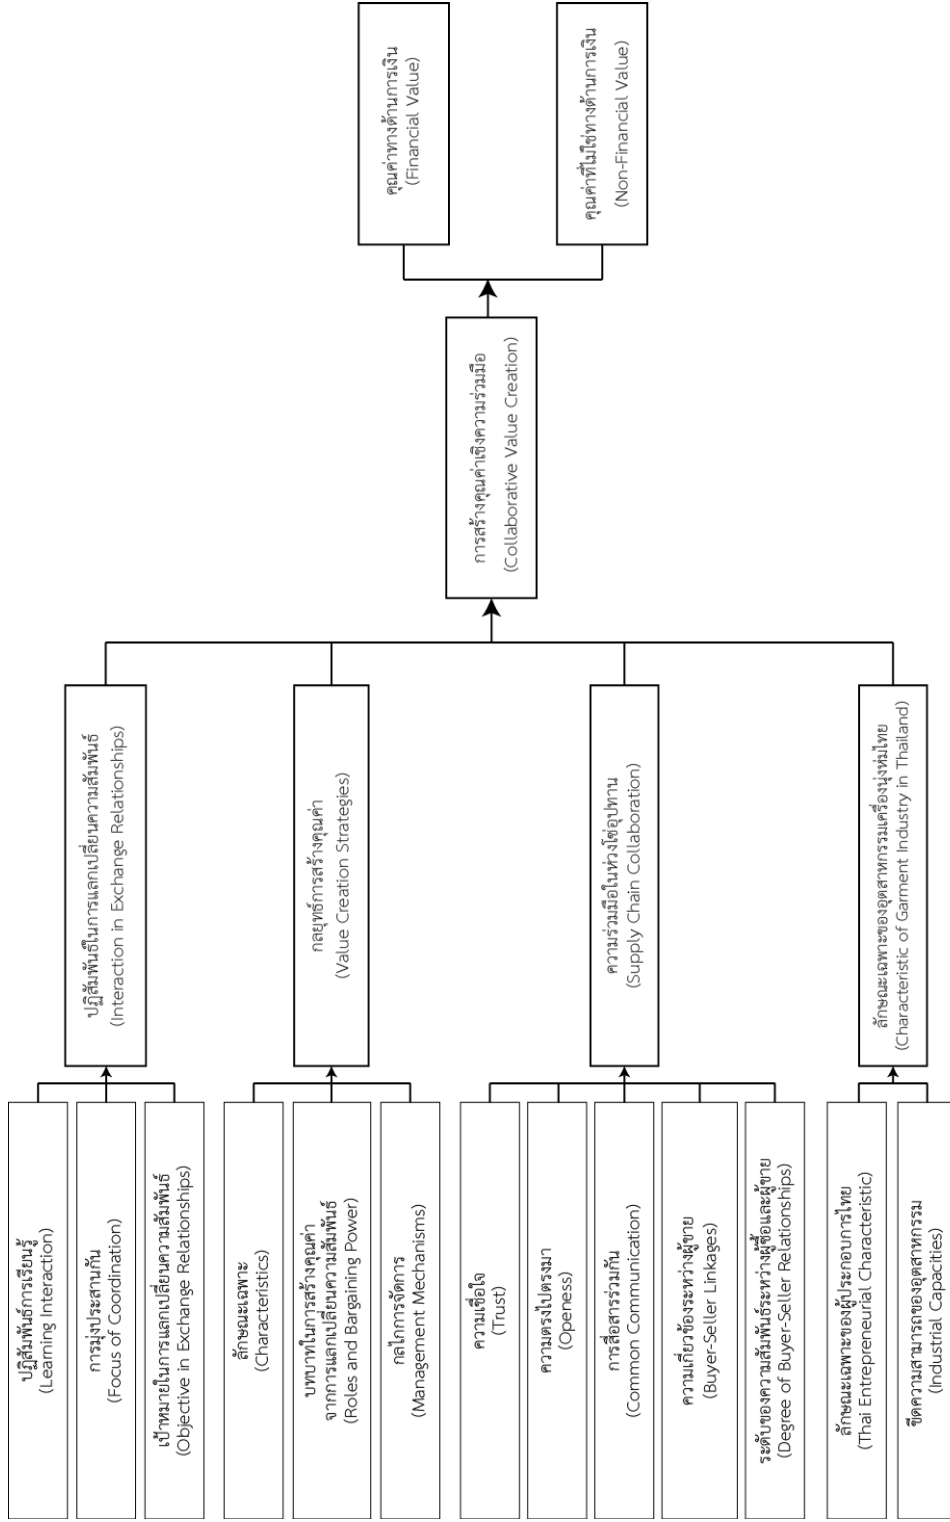 ปฏิสัมพันธ์การเรียนรู้
(Learning Interaction)
การมุ่งประสานกัน
(Focus of Coordination)
เป้าหมายในการแลกเปลี่ยนความสัมพันธ์
(Objective in Exchange Relationships)
ลักษณะเฉพาะ
(Characteristics)
บทบาทในการสร้างคุณค่า
จากการแลกเปลี่ยนความสัมพันธ์
(Roles and Bargaining Power)
กลไกการจัดการ
(Management Mechanisms)
ความเชื่อใจ
(Trust)
ความตรงไปตรงมา
(Openess)
การสื่อสารร่วมกัน
(Common Communication)
ความเกี่ยวข้องระหว่างผู้ขาย
(Buyer-Seller Linkages)
ระดับของความสัมพันธ์ระหว่างผู้ซื้อและผู้ขาย
(Degree of Buyer-Seller Relationships)
ลักษณะเฉพาะของผู้ประกอบการไทย
(Thai Entrepreneurial Characteristic)
ขีดความสามารถของอุตสาหกรรม
(Industrial Capacities)
ปฏิสัมพันธ์ในการแลกเปลี่ยนความสัมพันธ์
(Interaction in Exchange Relationships)
กลยุทธ์การสร้างคุณค่า
(Value Creation Strategies)
ความร่วมมือในห่วงโซ่อุปทาน
(Supply Chain Collaboration)
ลักษณะเฉพาะของอุตสาหกรรมเครื่องนุ่งห่มไทย
(Characteristic of Garment Industry in Thailand)
การสร้างคุณค่าเชิงความร่วมมือ
(Collaborative Value Creation)
คุณค่าทางด้านการเงิน
(Financial Value)
คุณค่าที่ไม่ใช่ทางด้านการเงิน
(Non-Financial Value)